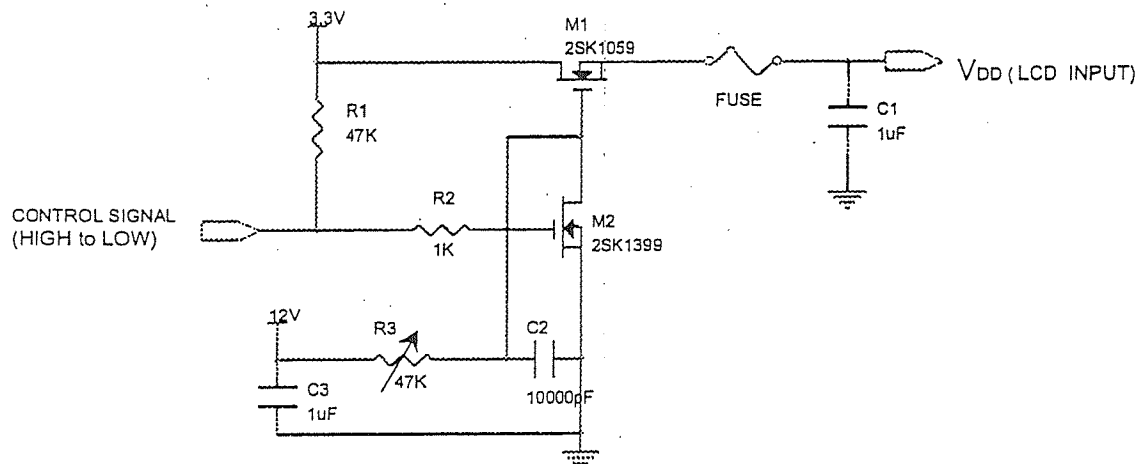 3.3V
M1
2SK1059
FUSE
VDD (LCD INPUT)
R1
47K
C1
1uF
CONTROL SIGNAL
(HIGH to LOW)
R2
1K
M2
2SK1399
12V
R3
47K
C2
10000pF
C3
1uF